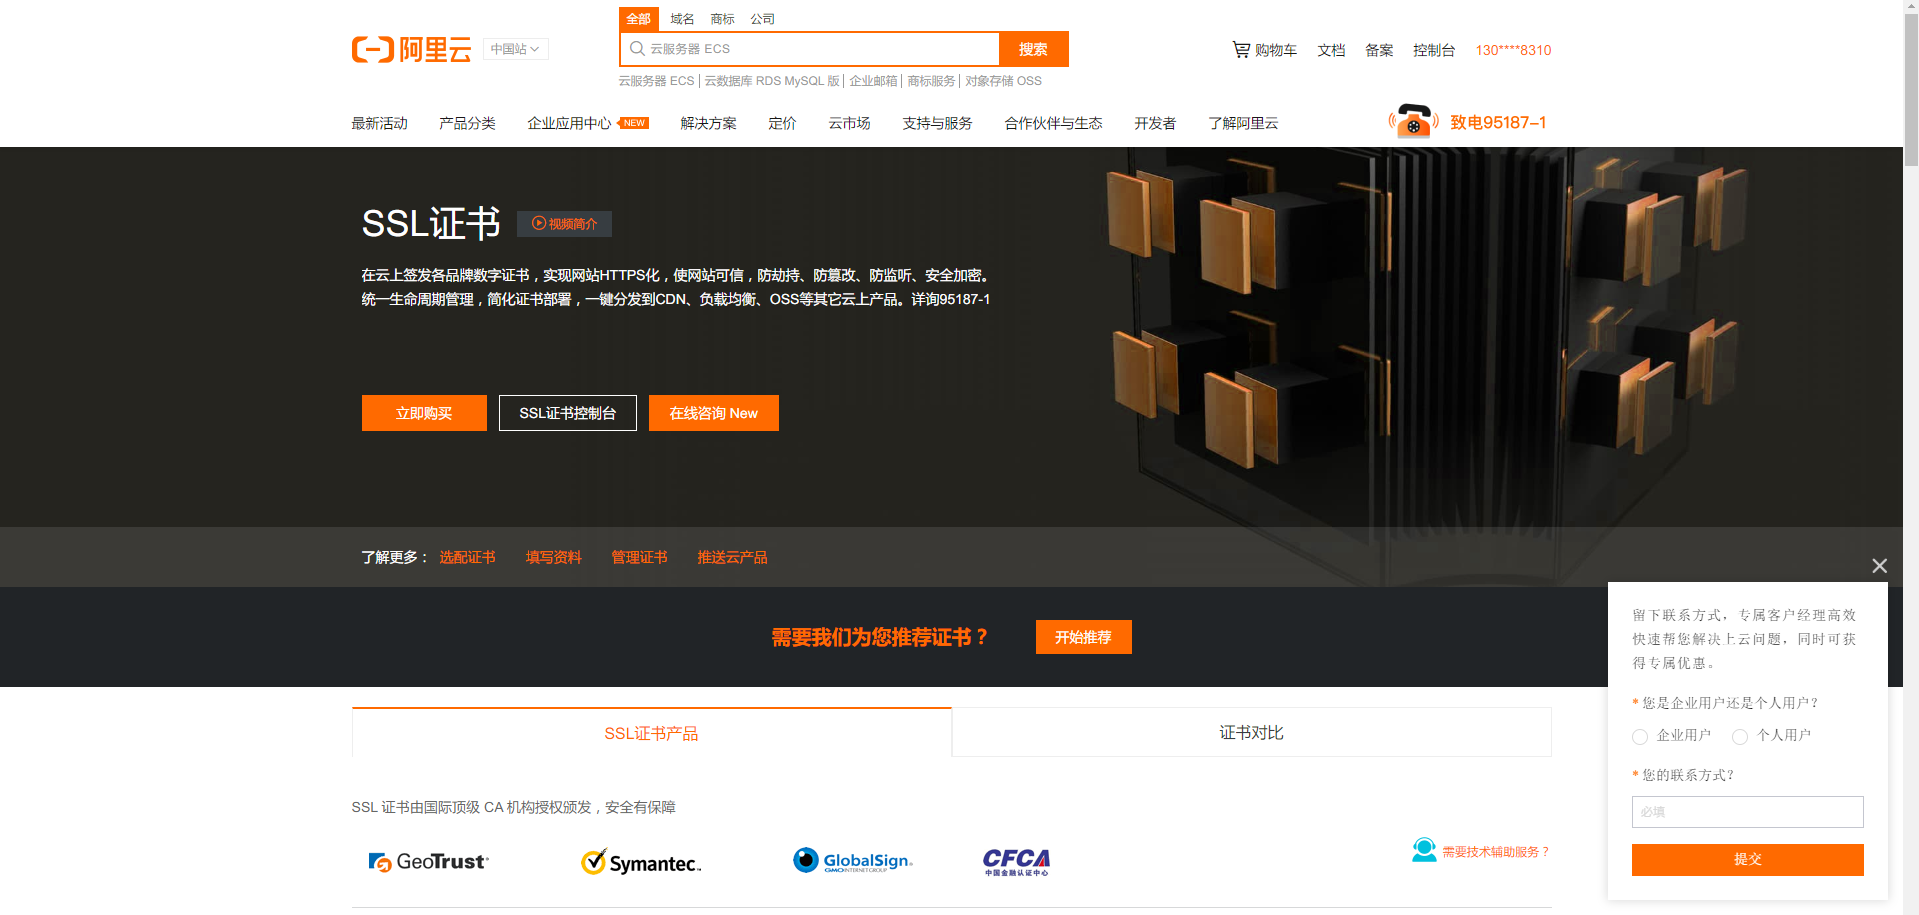 全部 域名 商标 公司
阿里云 中国站
云服务器 ECS 搜索
购物车 文档 备案 控制台 130****8310
云服务器 ECS 云数据库 RDS MySQL 版 企业邮箱 商标服务 对象存储 OSS
最新活动 产品分类 企业应用中心 NEW 解决方案 定价 云市场 支持与服务 合作伙伴与生态 开发者 了解阿里云 致电95187-1
SSL证书 视频简介
在云上签发各品牌数字证书，实现网站HTTPS化，使网站可信，防劫持、防篡改、防监听、安全加密。
统一生命周期管理，简化证书部署，一键分发到CDN、负载均衡、OSS等其它云上产品。详询95187-1
立即购买 SSL证书控制台 在线咨询 New
了解更多： 选配证书 填写资料 管理证书 推送云产品
需要我们为您推荐证书？ 开始推荐
SSL证书产品 证书对比
SSL 证书由国际顶级 CA 机构授权颁发，安全有保障
GeoTrust Symantec GlobalSign CFCA
GMO INTERNET GROUP 中国金融认证中心
需要技术辅助服务？
留下联系方式，专属客户经理高效
快速帮您解决上云问题，同时可获
得专属优惠。
*您是企业用户还是个人用户？
企业用户 个人用户
*您的联系方式？
必填
提交